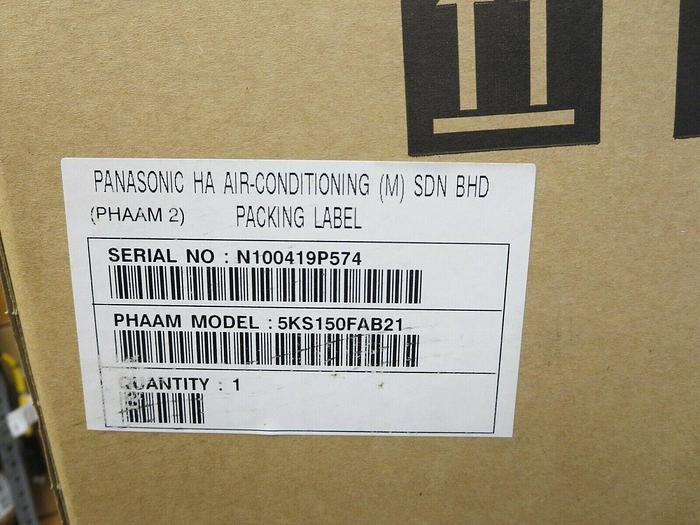 PANASONIC HA AIR-CONDITIONING (M) SDN BHD
(PHAAM 2) PACKING LABEL
SERIAL NO : N100419P574
PHAAM MODEL : 5KS150FAB21
QUANTITY : 1